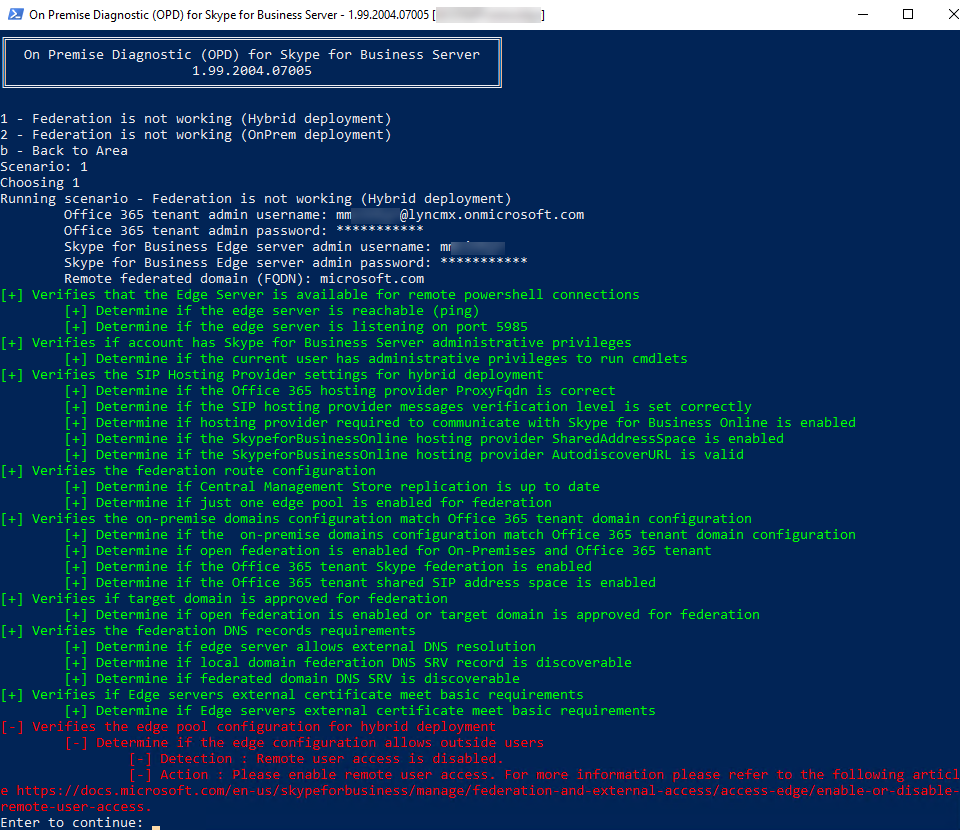 On Premise Diagnostic (OPD) for Skype for Business Server - 1.99.2004.07005 [ ]
On Premise Diagnostic (OPD) for Skype for Business Server
1.99.2004.07005
1 - Federation is not working (Hybrid deployment)
2 - Federation is not working (OnPrem deployment)
b - Back to Area
Scenario: 1
Choosing 1
Running scenario - Federation is not working (Hybrid deployment)
Office 365 tenant admin username: mm @lyncmx.onmicrosoft.com
Office 365 tenant admin password: ***********
Skype for Business Edge server admin username: m
Skype for Business Edge server admin password: ***********
Remote federated domain (FQDN): microsoft.com
[+] Verifies that the Edge Server is available for remote powershell connections
[+] Determine if the edge server is reachable (ping)
[+] Determine if the edge server is listening on port 5985
[+] Verifies if account has Skype for Business Server administrative privileges
[+] Determine if the current user has administrative privileges to run cmdlets
[+] Verifies the SIP Hosting Provider settings for hybrid deployment
[+] Determine if the Office 365 hosting provider ProxyFqdn is correct
[+] Determine if the SIP hosting provider messages verification level is set correctly
[+] Determine if hosting provider required to communicate with Skype for Business Online is enabled
[+] Determine if the SkypeforBusinessOnline hosting provider SharedAddressSpace is enabled
[+] Determine if the SkypeforBusinessOnline hosting provider AutodiscoverURL is valid
[+] Verifies the federation route configuration
[+] Determine if Central Management Store replication is up to date
[+] Determine if just one edge pool is enabled for federation
[+] Verifies the on-premise domains configuration match Office 365 tenant domain configuration
[+] Determine if the  on-premise domains configuration match Office 365 tenant domain configuration
[+] Determine if open federation is enabled for On-Premises and Office 365 tenant
[+] Determine if the Office 365 tenant Skype federation is enabled
[+] Determine if the Office 365 tenant shared SIP address space is enabled
[+] Verifies if target domain is approved for federation
[+] Determine if open federation is enabled or target domain is approved for federation
[+] Verifies the federation DNS records requirements
[+] Determine if edge server allows external DNS resolution
[+] Determine if local domain federation DNS SRV record is discoverable
[+] Determine if federated domain DNS SRV is discoverable
[+] Verifies if Edge servers external certificate meet basic requirements
[+] Determine if Edge servers external certificate meet basic requirements
[-] Verifies the edge pool configuration for hybrid deployment
[-] Determine if the edge configuration allows outside users
[-] Detection : Remote user access is disabled.
[-] Action : Please enable remote user access. For more information please refer to the following articl
e https://docs.microsoft.com/en-us/skypeforbusiness/manage/federation-and-external-access/access-edge/enable-or-disable-
remote-user-access.
Enter to continue: